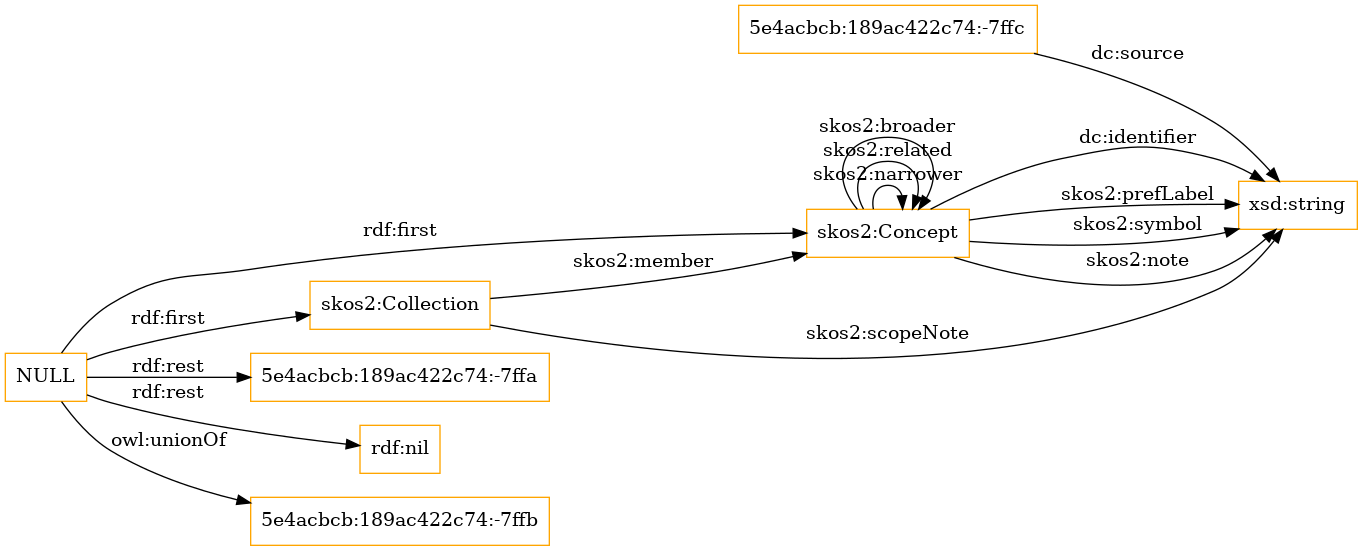 5e4acbcb:189ac422c74:-7ffc
dc:source
skos2:broader
skos2:related
skos2:narrower
dc:identifier
skos2:prefLabel
xsd:string
skos2:symbol
skos2:Concept
rdf:first
skos2:member
skos2:note
skos2:Collection
rdf:first
skos2:scopeNote
rdf:rest
NULL
5e4acbcb:189ac422c74:-7ffa
rdf:rest
owl:unionOf
rdf:nil
5e4acbcb:189ac422c74:-7ffb